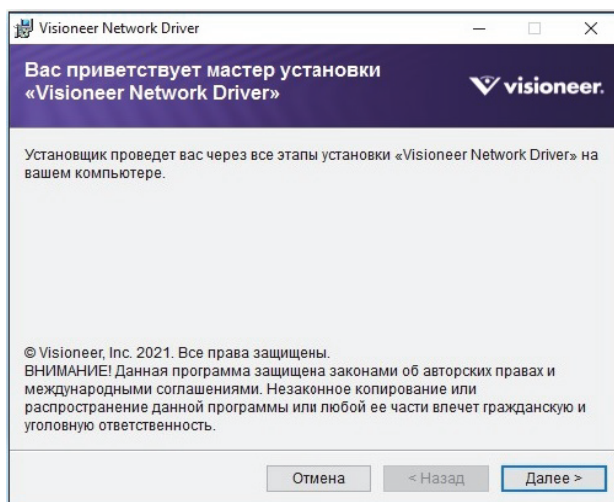 Visioneer Network Driver
Вас приветствует мастер установки
«Visioneer Network Driver»
visioneer.
Установщик проведет вас через все этапы установки «Visioneer Network Driver» на
вашем компьютере.
© Visioneer, Inc. 2021. Все права защищены.
ВНИМАНИЕ! Данная программа защищена законами об авторских правах и
международными соглашениями. Незаконное копирование или
распространение данной программы или любой ее части влечет гражданскую и
уголовную ответственность.
Отмена
< Назад
Далее >